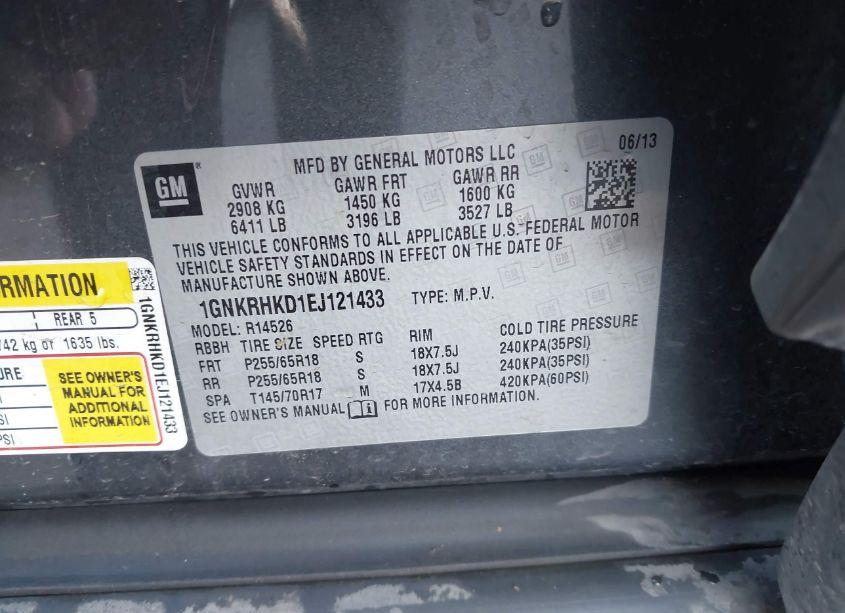 06/13
MFD BY GENERAL MOTORS LLC
GM®
GVWR GAWR FRT GAWR RR
2908 KG 1450 KG 1600 KG
6411 LB 3196 LB 3527 LB
THIS VEHICLE CONFORMS TO ALL APPLICABLE U.S. FEDERAL MOTOR
VEHICLE SAFETY STANDARDS IN EFFECT ON THE DATE OF
MANUFACTURE SHOWN ABOVE.
1GNKRHKD1EJ121433 TYPE: M.P.V.
MODEL: R14526
RBBH TIRE SIZE SPEED RTG RIM COLD TIRE PRESSURE
FRT P255/65R18 S 18X7.5J 240KPA(35PSI)
RR P255/65R18 S 18X7.5J 240KPA(35PSI)
SPA T145/70R17 M 17X4.5B 420KPA(60PSI)
SEE OWNER'S MANUAL FOR MORE INFORMATION.
RMATION
REAR 5
742 kg or 1635 lbs.
URE
SEE OWNER'S
MANUAL FOR
ADDITIONAL
INFORMATION
SI
PSI
1GNKRHKD1EJ121433